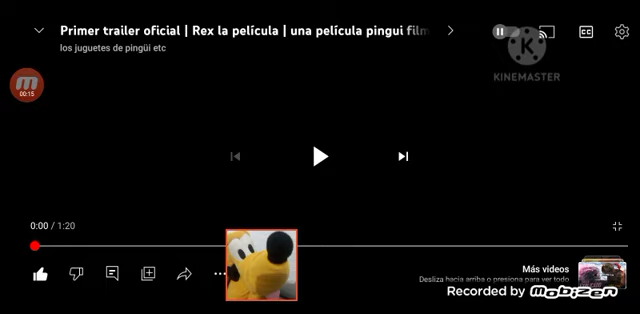 Primer trailer oficial | Rex la película | una película pingui film
los juguetes de pingüi etc
CC
K
KINEMASTER
m
00:15
0:00 / 1:20
Más videos
Desliza hacia arriba o presiona para ver todo
Recorded by Mobizen